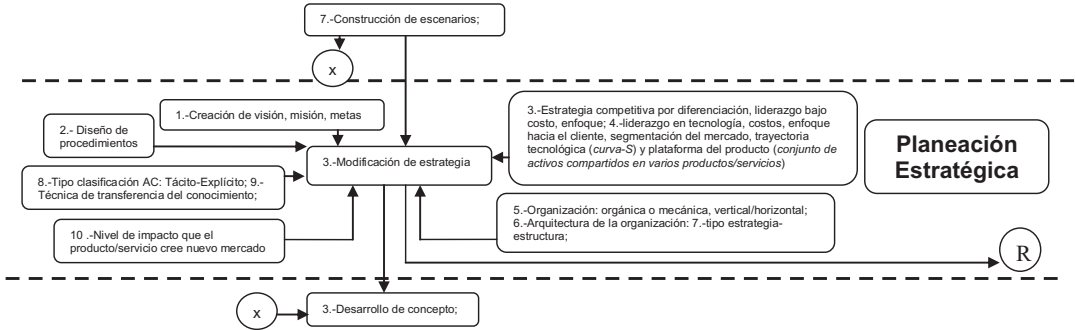 7.-Construcción de escenarios;
x
1.-Creación de visión, misión, metas
2.- Diseño de
procedimientos
3.-Modificación de estrategia
3.-Estrategia competitiva por diferenciación, liderazgo bajo
costo, enfoque; 4.-liderazgo en tecnología, costos, enfoque
hacia el cliente, segmentación del mercado, trayectoria
tecnológica (curva-S) y plataforma del producto (conjunto de
activos compartidos en varios productos/servicios)
Planeación
Estratégica
8.-Tipo clasificación AC: Tácito-Explícito; 9.-
Técnica de transferencia del conocimiento;
10 .-Nivel de impacto que el
producto/servicio cree nuevo mercado
5.-Organización: orgánica o mecánica, vertical/horizontal;
6.-Arquitectura de la organización: 7.-tipo estrategia-
estructura;
R
x
3.-Desarrollo de concepto;